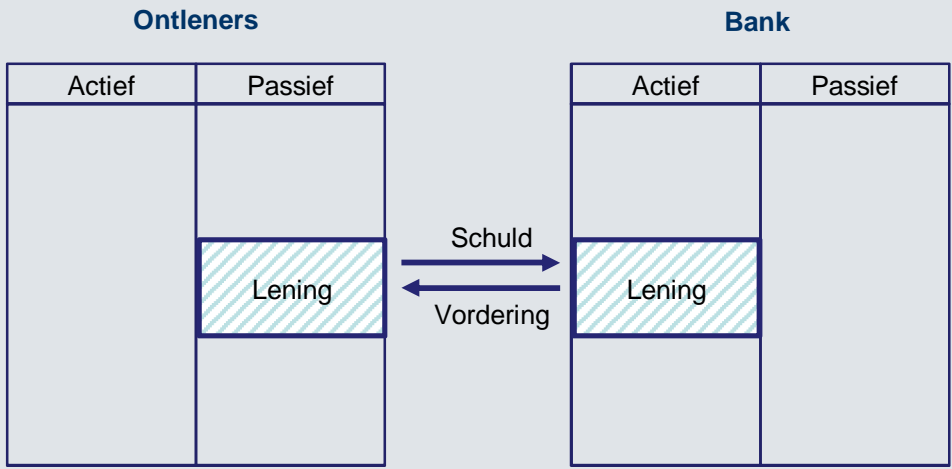 Ontleners
Bank
Actief
Passief
Actief
Passief
Schuld
Lening
Lening
Vordering